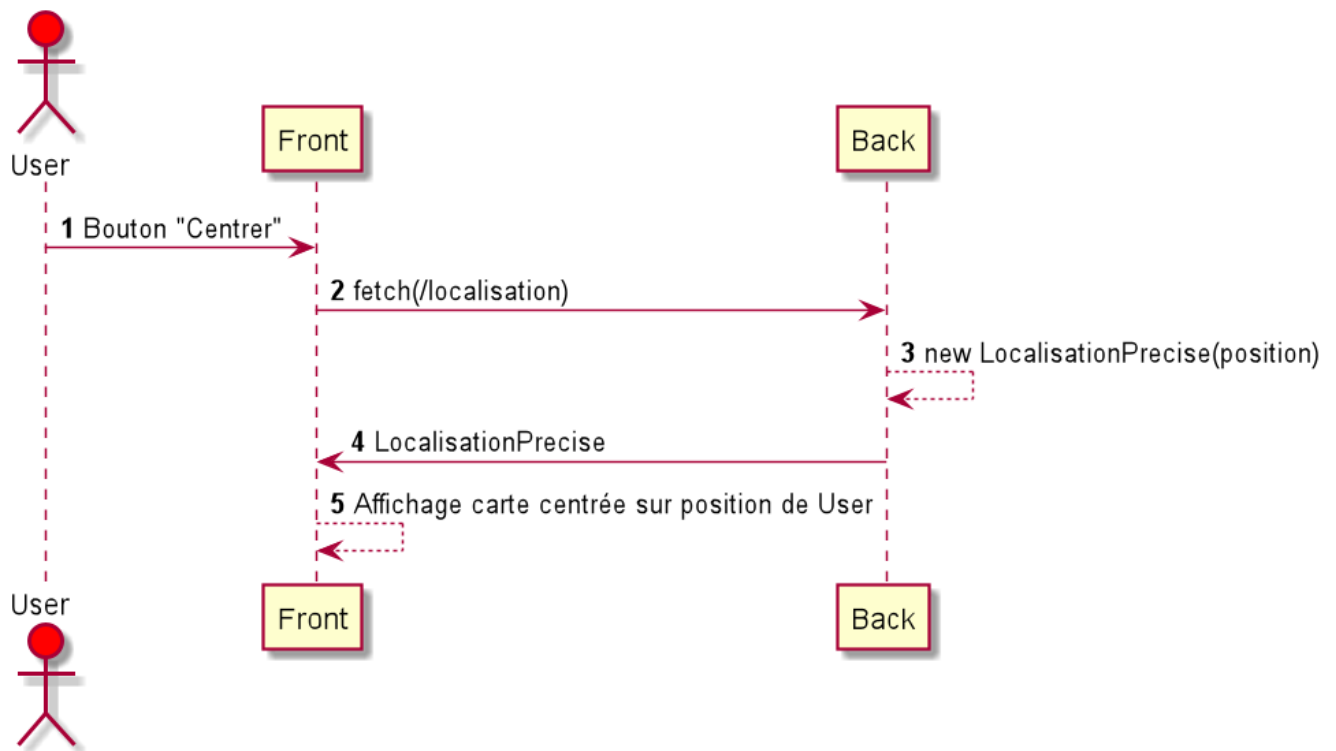 User
Front
Back
1 Bouton "Centrer"
2 fetch(/localisation)
3 new LocalisationPrecise(position)
4 LocalisationPrecise
5 Affichage carte centrée sur position de User
User
Front
Back